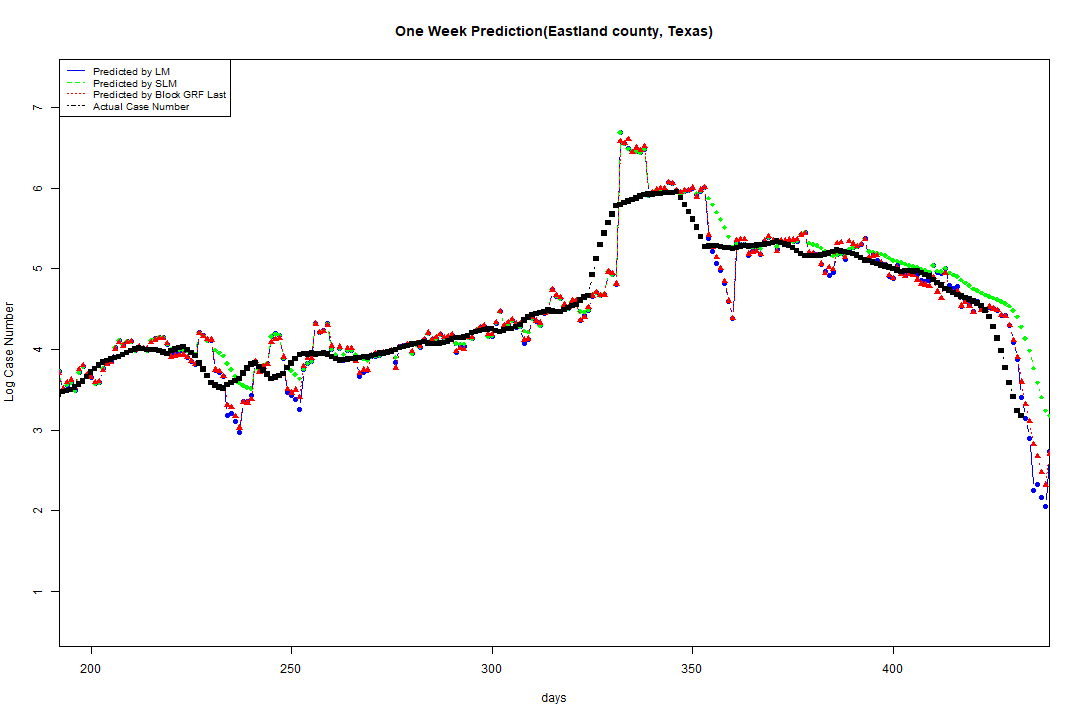 One Week Prediction(Eastland county, Texas)
Predicted by LM
Predicted by SLM
Predicted by Block GRF Last
Actual Case Number
Log Case Number
7
6
5
4
3
2
1
200 250 300 350 400
days